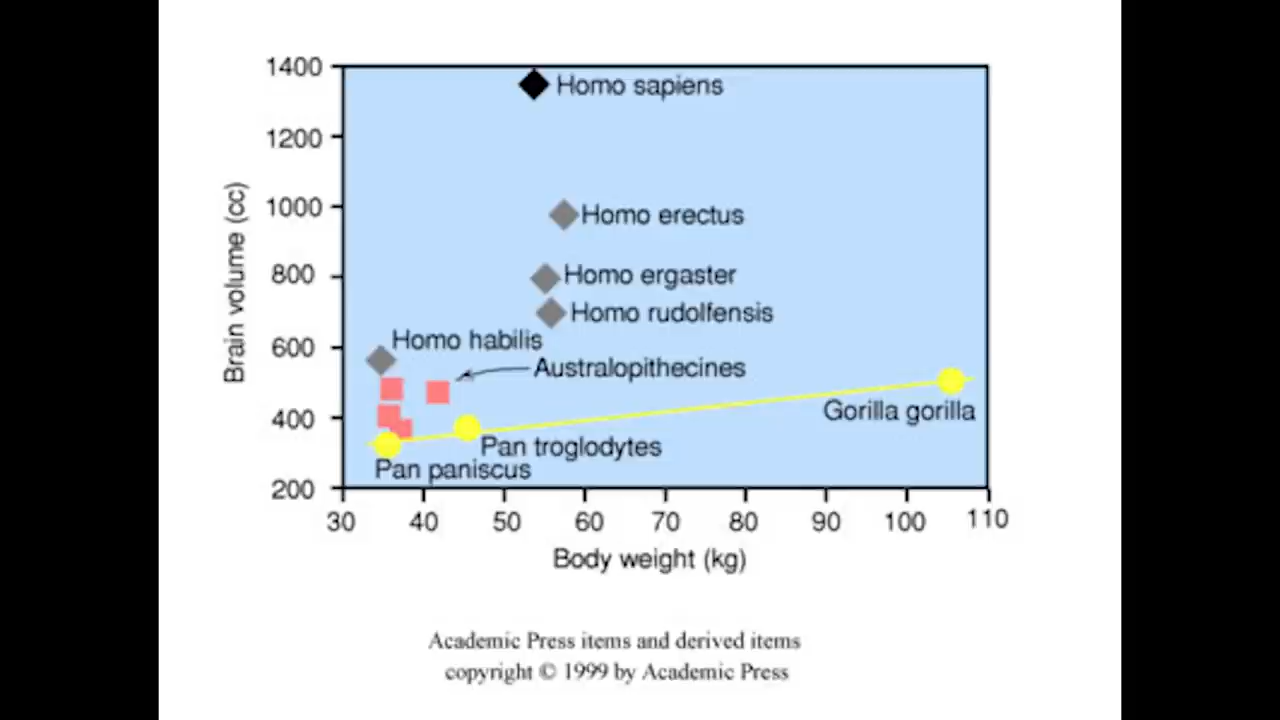 1400
Homo sapiens
1200
1000
Homo erectus
800
Homo ergaster
Homo rudolfensis
600
Homo habilis
Australopithecines
400
Gorilla gorilla
Pan troglodytes
Pan paniscus
200
Brain volume (cc)
30 40 50 60 70 80 90 100 110
Body weight (kg)
Academic Press items and derived items
copyright © 1999 by Academic Press